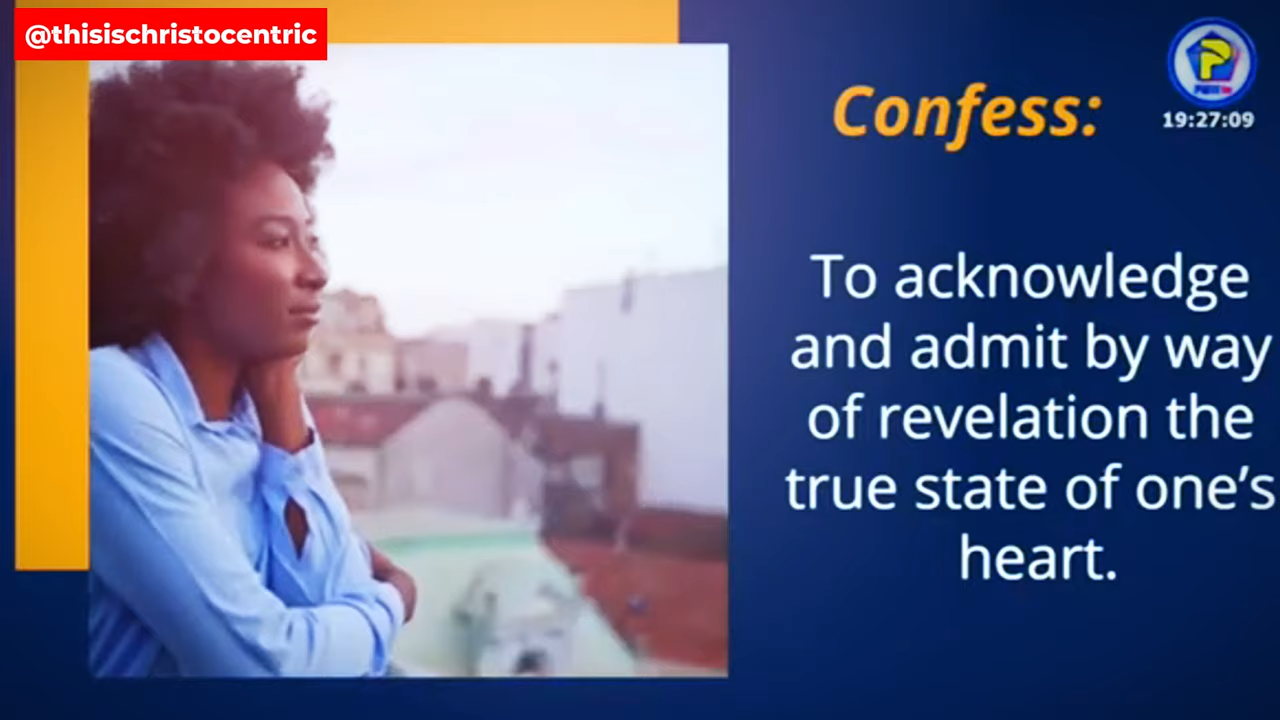 @thisischristocentric
Confess:
P
19:27:09
To acknowledge
and admit by way
of revelation the
true state of one's
heart.